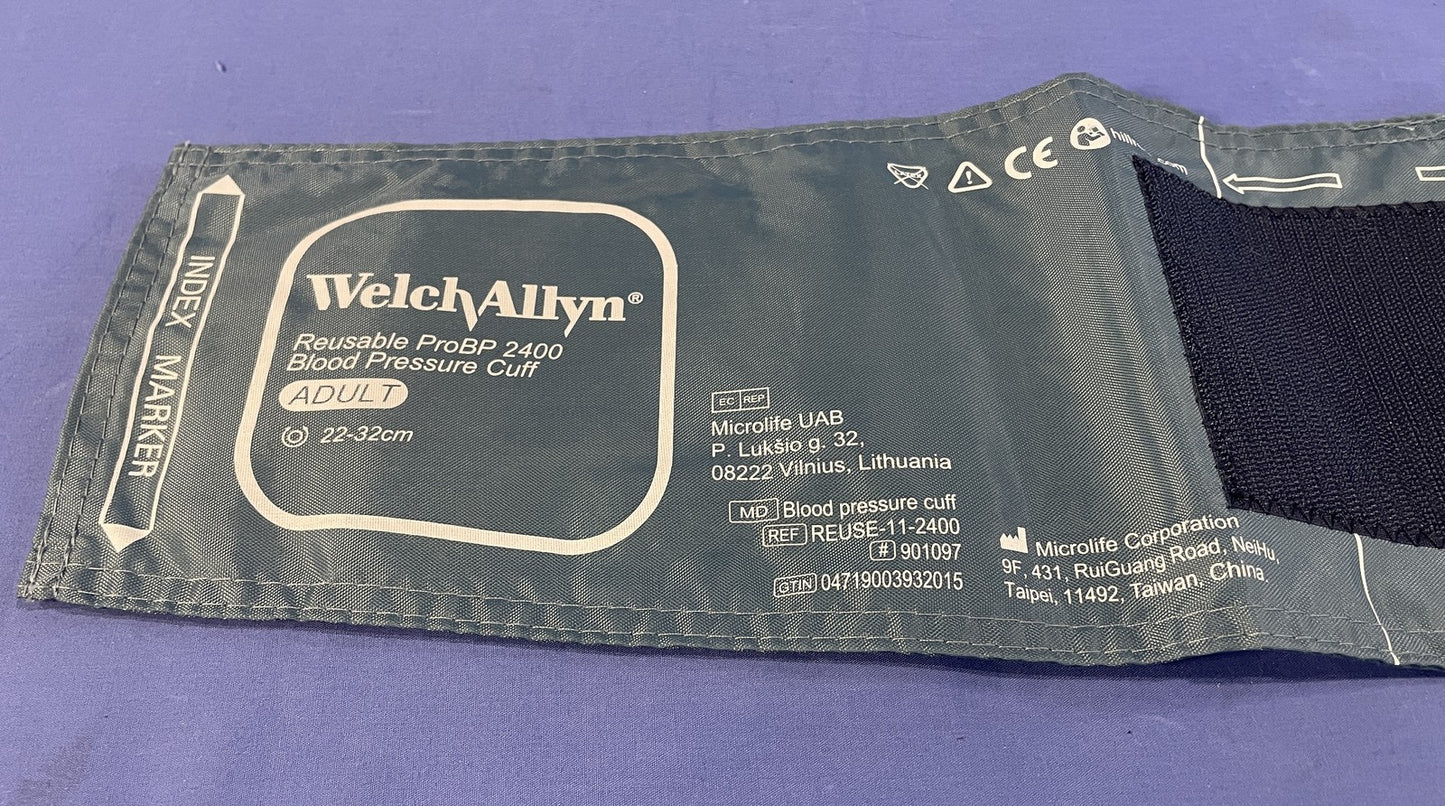 INDEX MARKER
WelchAllyn®
Reusable ProBP 2400
Blood Pressure Cuff
ADULT
22-32cm
LATEX
CE
EC REP
Microlife UAB
P. Lukšio g. 32,
08222 Vilnius, Lithuania
MD Blood pressure cuff
REF REUSE-11-2400
# 901097
GTIN 04719003932015
Microlife Corporation
9F, 431, RuiGuang Road, NeiHu,
Taipei, 11492, Taiwan, China.